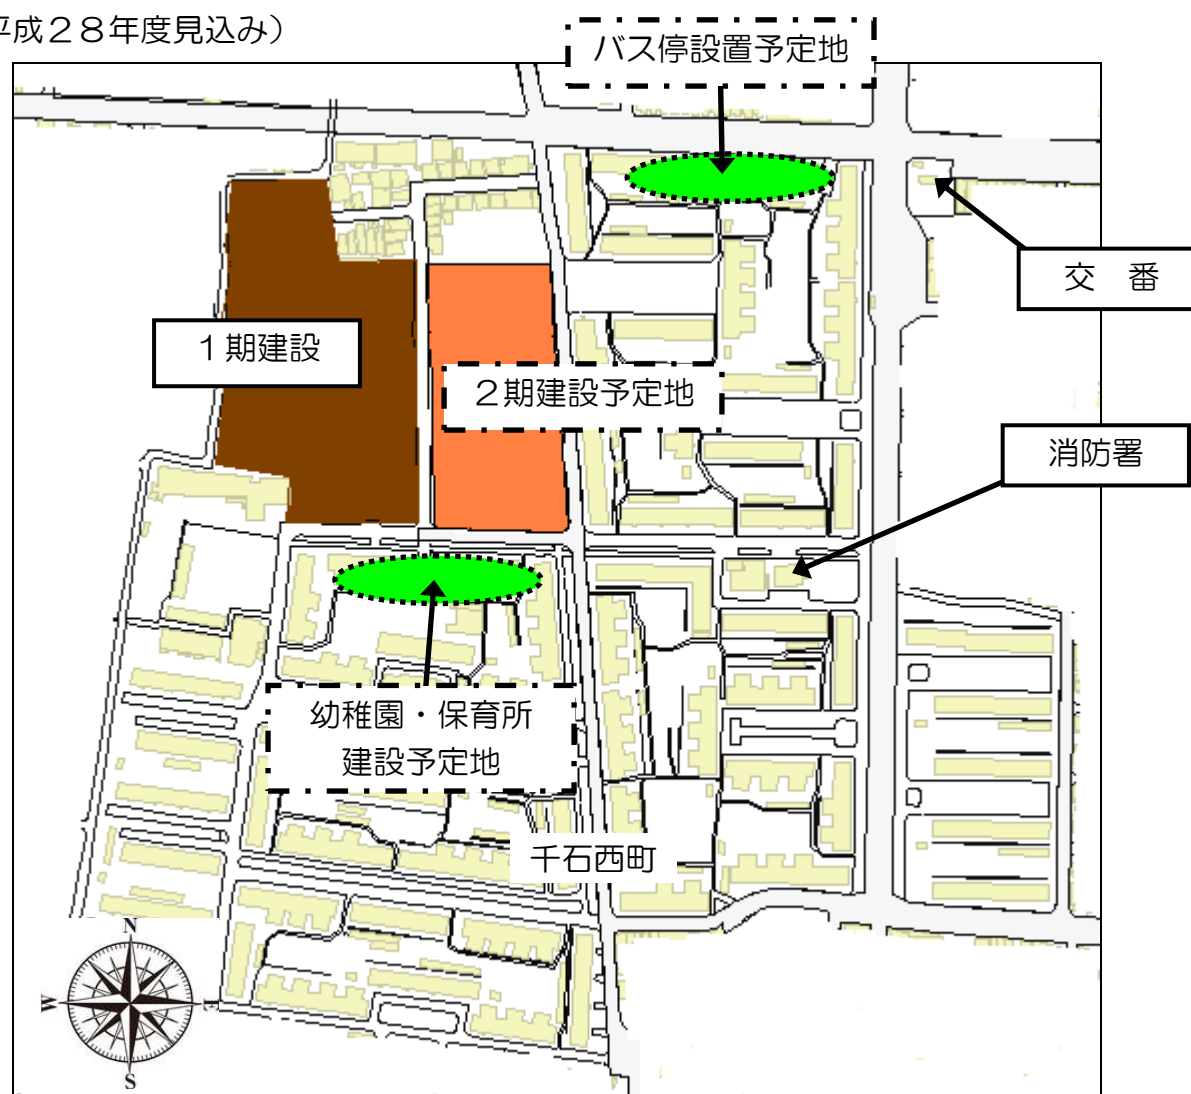 平成２８年度見込み）
バス停設置予定地
交　番
１期建設
２期建設予定地
消防署
幼稚園・保育所
建設予定地
千石西町
N
W
E
S